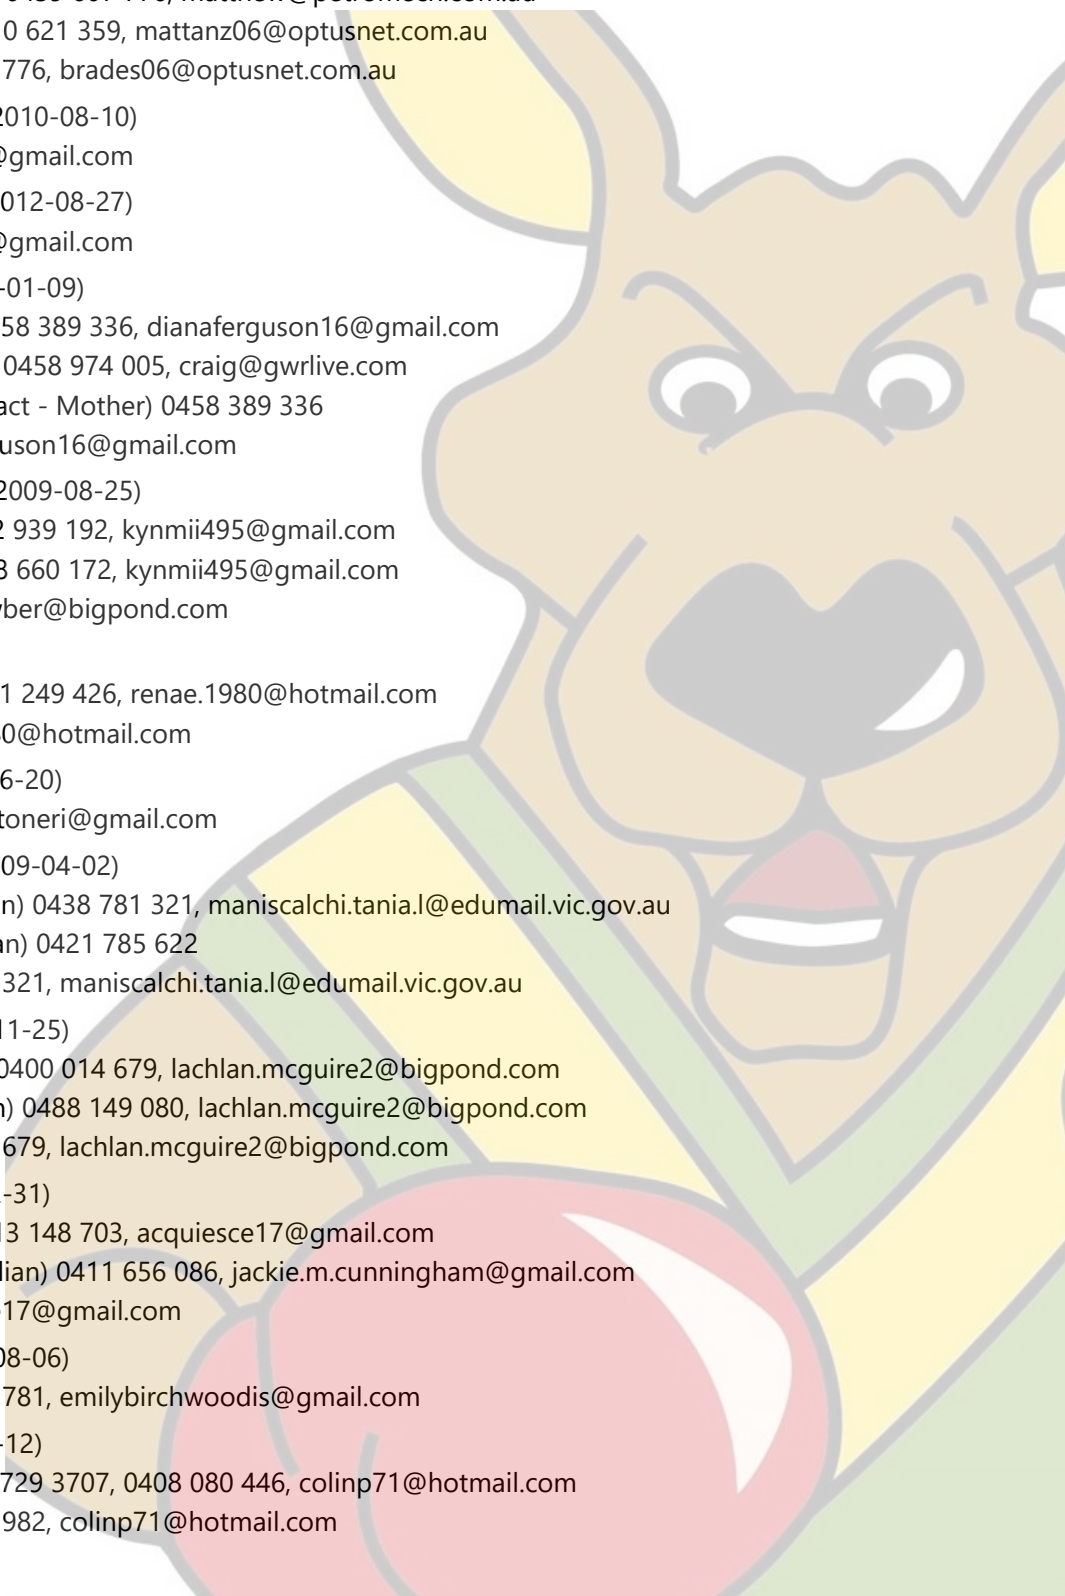 0 621 359, mattanz06@optusnet.com.au
776, brades06@optusnet.com.au
2010-08-10)
@gmail.com
012-08-27)
@gmail.com
-01-09)
58 389 336, dianaferguson16@gmail.com
0458 974 005, craig@gwrlive.com
act - Mother) 0458 389 336
uson16@gmail.com
2009-08-25)
2 939 192, kynmii495@gmail.com
8 660 172, kynmii495@gmail.com
ber@bigpond.com
1 249 426, renae.1980@hotmail.com
0@hotmail.com
6-20)
toneri@gmail.com
09-04-02)
n) 0438 781 321, maniscalchi.tania.l@edumail.vic.gov.au
an) 0421 785 622
321, maniscalchi.tania.l@edumail.vic.gov.au
11-25)
0400 014 679, lachlan.mcguire2@bigpond.com
n) 0488 149 080, lachlan.mcguire2@bigpond.com
679, lachlan.mcguire2@bigpond.com
-31)
13 148 703, acquiesce17@gmail.com
lian) 0411 656 086, jackie.m.cunningham@gmail.com
17@gmail.com
08-06)
781, emilybirchwoodis@gmail.com
-12)
729 3707, 0408 080 446, colinp71@hotmail.com
982, colinp71@hotmail.com